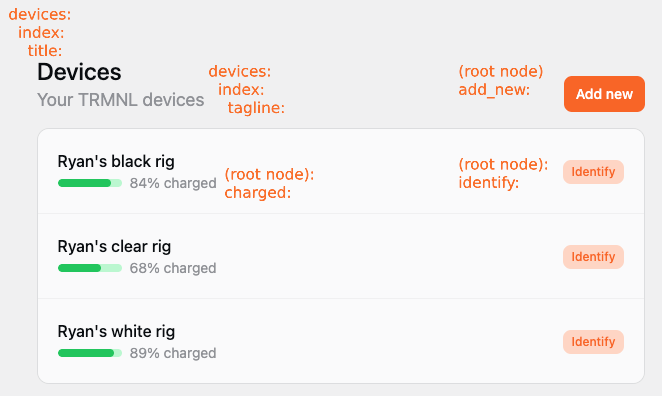 devices:
index:
title:
Devices
Your TRMNL devices
devices:
index:
tagline:
(root node)
add_new:
Add new
Ryan's black rig
84% charged
(root node):
charged:
(root node):
identify:
Identify
Ryan's clear rig
68% charged
Identify
Ryan's white rig
89% charged
Identify